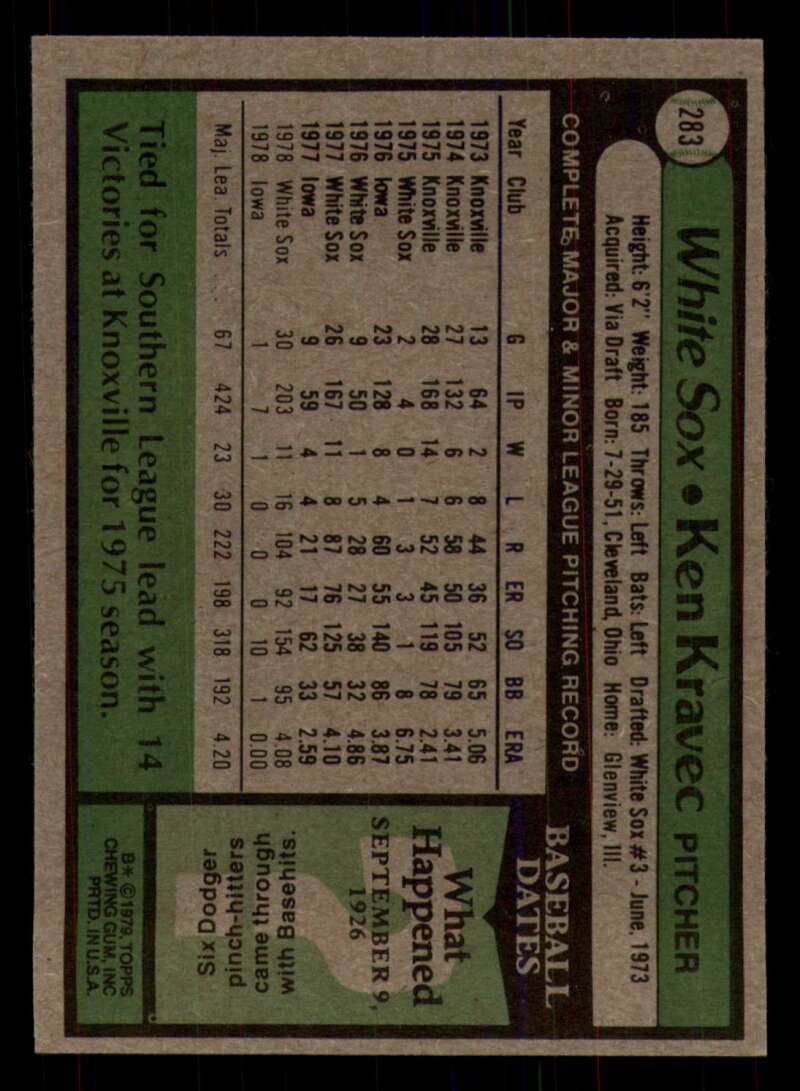 283
White Sox • Ken Kravec PITCHER
Height: 6'2" Weight: 185 Throws: Left Bats: Left Drafted: White Sox #3 - June, 1973
Acquired: Via Draft Born: 7-29-51, Cleveland, Ohio Home: Glenview, Ill.
COMPLETE MAJOR & MINOR LEAGUE PITCHING RECORD
Year Club G IP W L R ER SO BB ERA
1973 Knoxville 13 64 2 8 44 36 52 65 5.06
1974 Knoxville 27 132 6 6 58 50 105 79 3.41
1975 Knoxville 28 168 14 7 52 45 119 78 2.41
1975 White Sox 2 4 0 1 3 3 1 8 6.75
1976 Iowa 23 128 8 4 60 55 140 86 3.87
1976 White Sox 9 50 1 5 28 27 38 32 4.86
1977 White Sox 26 167 11 8 87 76 125 57 4.10
1977 Iowa 9 59 4 4 21 17 62 33 2.59
1978 White Sox 30 203 11 16 104 92 154 95 4.08
1978 Iowa 1 7 1 0 0 0 10 1 0.00
Maj. Lea Totals .... 67 424 23 30 222 198 318 192 4.20
Tied for Southern League lead with 14
Victories at Knoxville for 1975 season.
BASEBALL
DATES
What
Happened
SEPTEMBER 9,
1926
Six Dodger
pinch-hitters
came through
with Basehits.
B* ©1979, TOPPS
CHEWING GUM, INC
PRTD. IN U.S.A.